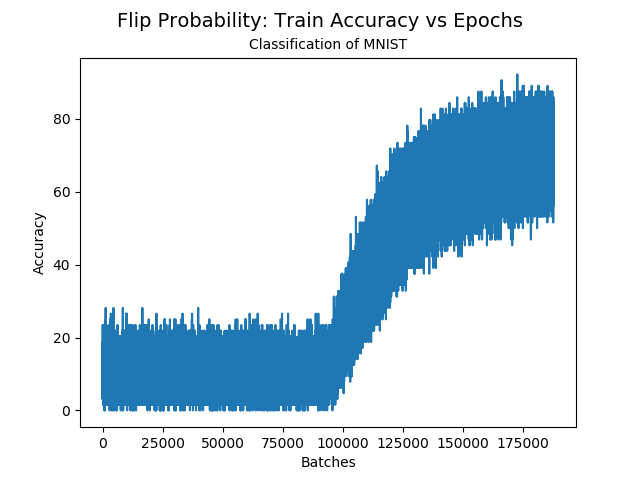 Flip Probability: Train Accuracy vs Epochs
Classification of MNIST
80
60
40
20
0
Accuracy
0 25000 50000 75000 100000 125000 150000 175000
Batches